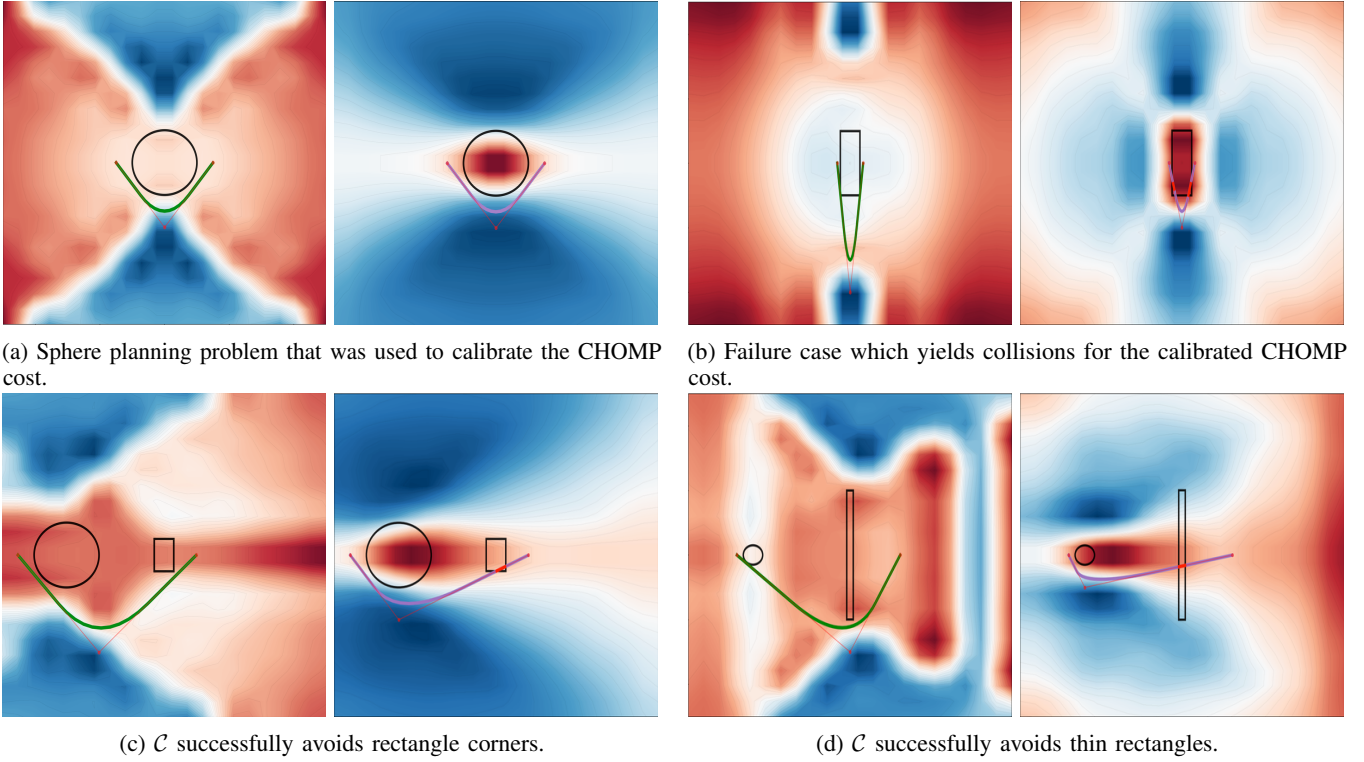 (a) Sphere planning problem that was used to calibrate the CHOMP
cost.
(b) Failure case which yields collisions for the calibrated CHOMP
cost.
(c) 𝒞 successfully avoids rectangle corners.
(d) 𝒞 successfully avoids thin rectangles.